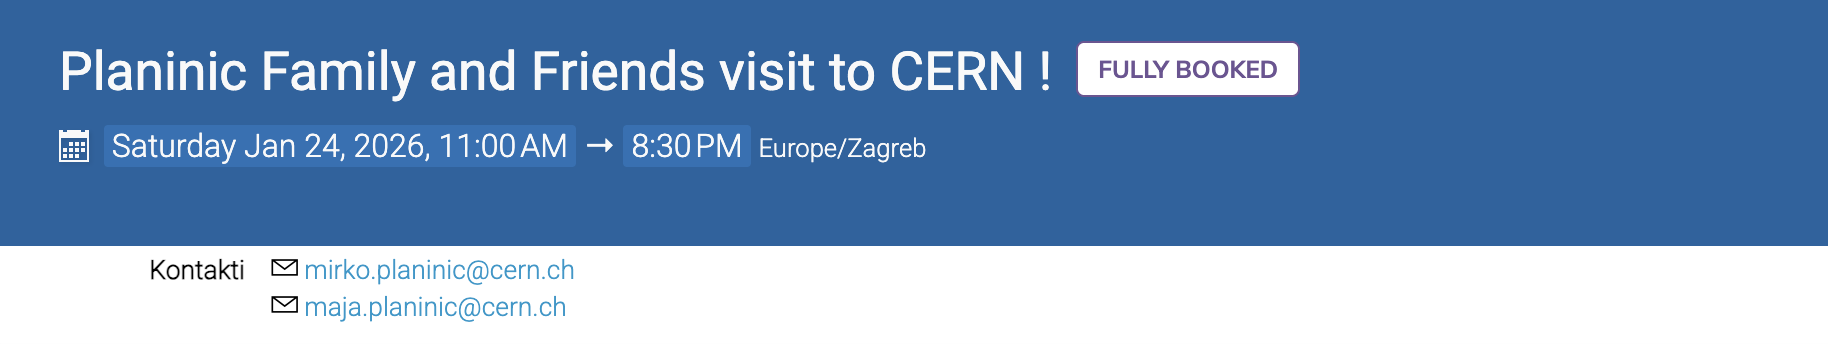 Planinic Family and Friends visit to CERN ! FULLY BOOKED
Saturday Jan 24, 2026, 11:00 AM → 8:30 PM Europe/Zagreb
Kontakti mirko.planinic@cern.ch
maja.planinic@cern.ch